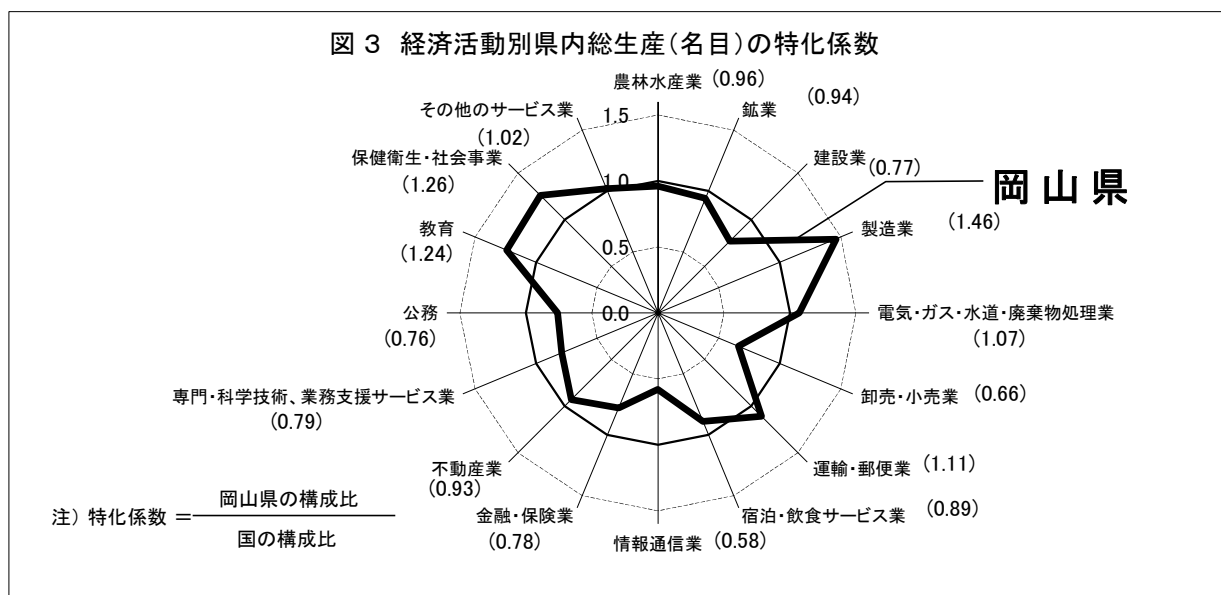 図 3 経済活動別県内総生産(名目)の特化係数
農林水産業 (0.96)
鉱業 (0.94)
建設業
(0.77)
岡山県
製造業 (1.46)
電気・ガス・水道・廃棄物処理業
(1.07)
卸売・小売業 (0.66)
運輸・郵便業 (1.11)
宿泊・飲食サービス業 (0.89)
情報通信業 (0.58)
金融・保険業
(0.78)
不動産業
(0.93)
専門・科学技術、業務支援サービス業
(0.79)
公務
(0.76)
教育
(1.24)
保健衛生・社会事業
(1.26)
その他のサービス業
(1.02)
1.5
1.0
0.5
0.0
注) 特化係数 =
岡山県の構成比
国の構成比